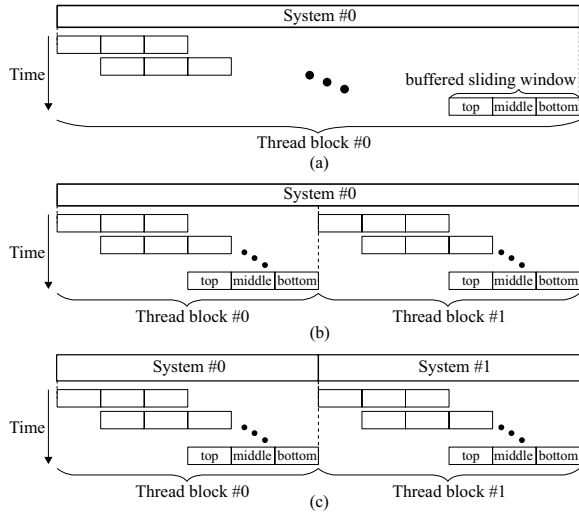 System #0
Time
buffered sliding window
top middle bottom
Thread block #0
(a)
System #0
Time
top middle bottom top middle bottom
Thread block #0 Thread block #1
(b)
System #0 System #1
Time
top middle bottom top middle bottom
Thread block #0 Thread block #1
(c)